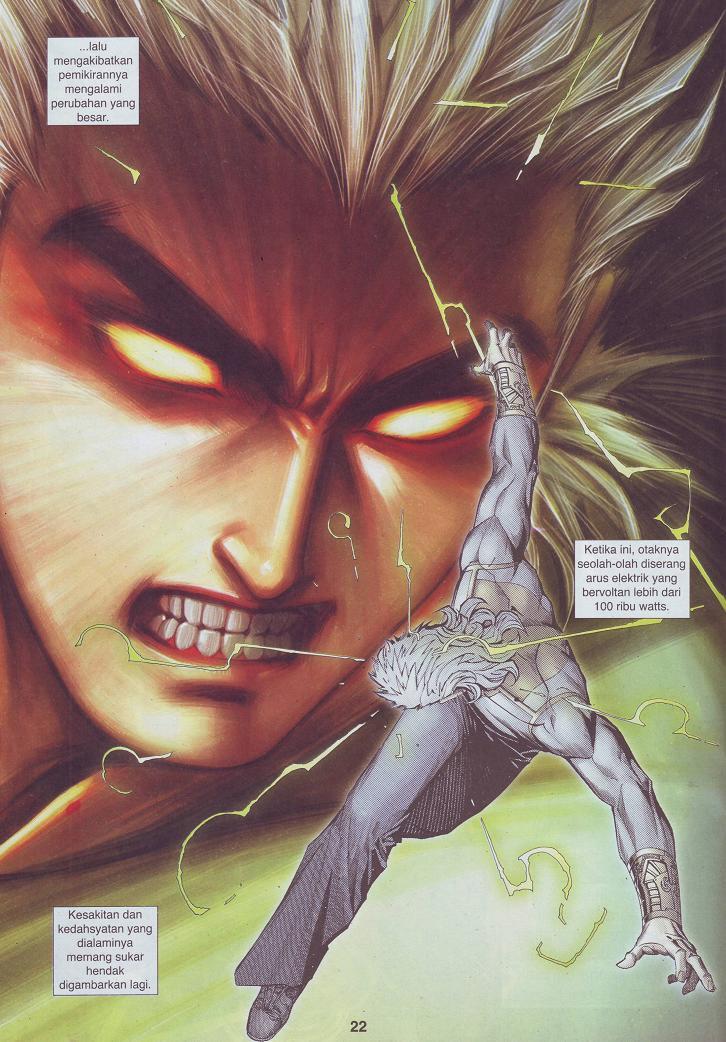 ...lalu
mengakibatkan
pemikirannya
mengalami
perubahan yang
besar.
Ketika ini, otaknya
seolah-olah diserang
arus elektrik yang
bervoltan lebih dari
100 ribu watts.
Kesakitan dan
kedahsyatan yang
dialaminya
memang sukar
hendak
digambarkan lagi.
22